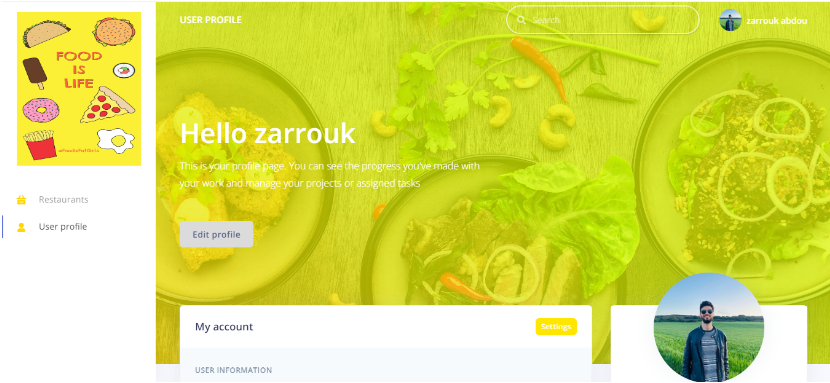 FOOD
IS
LIFE
Restaurants
User profile
USER PROFILE
Search
zarrouk abdou
Hello zarrouk
This is your profile page. You can see the progress you've made with
your work and manage your projects or assigned tasks
Edit profile
My account
Settings
USER INFORMATION